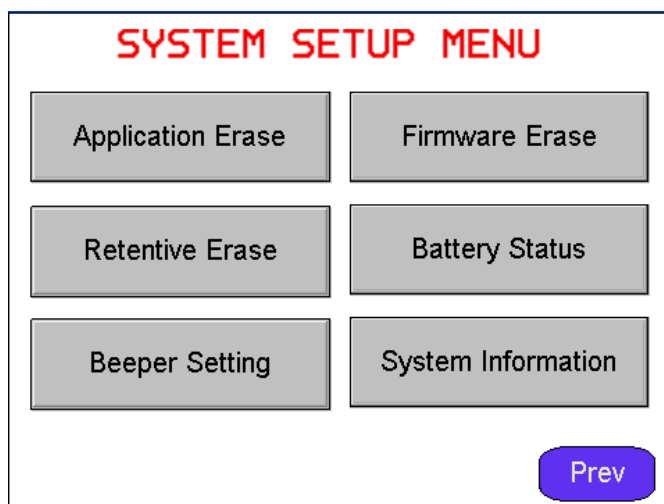 SYSTEM SETUP MENU
Application Erase
Firmware Erase
Retentive Erase
Battery Status
Beeper Setting
System Information
Prev